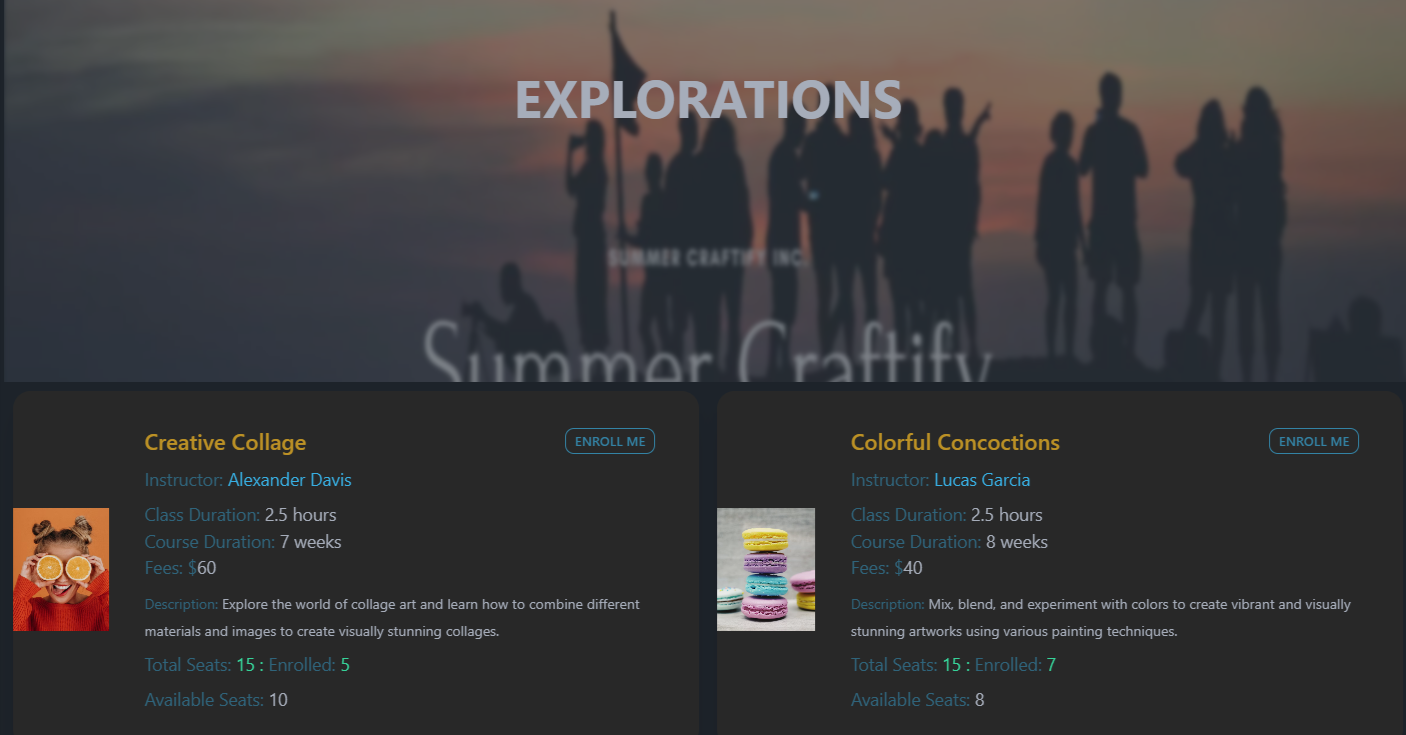 EXPLORATIONS
SUMMER CRAFTIFY INC.
Summer Craftify
Creative Collage
ENROLL ME
Instructor: Alexander Davis
Class Duration: 2.5 hours
Course Duration: 7 weeks
Fees: $60
Description: Explore the world of collage art and learn how to combine different
materials and images to create visually stunning collages.
Total Seats: 15 : Enrolled: 5
Available Seats: 10
Colorful Concoctions
ENROLL ME
Instructor: Lucas Garcia
Class Duration: 2.5 hours
Course Duration: 8 weeks
Fees: $40
Description: Mix, blend, and experiment with colors to create vibrant and visually
stunning artworks using various painting techniques.
Total Seats: 15 : Enrolled: 7
Available Seats: 8